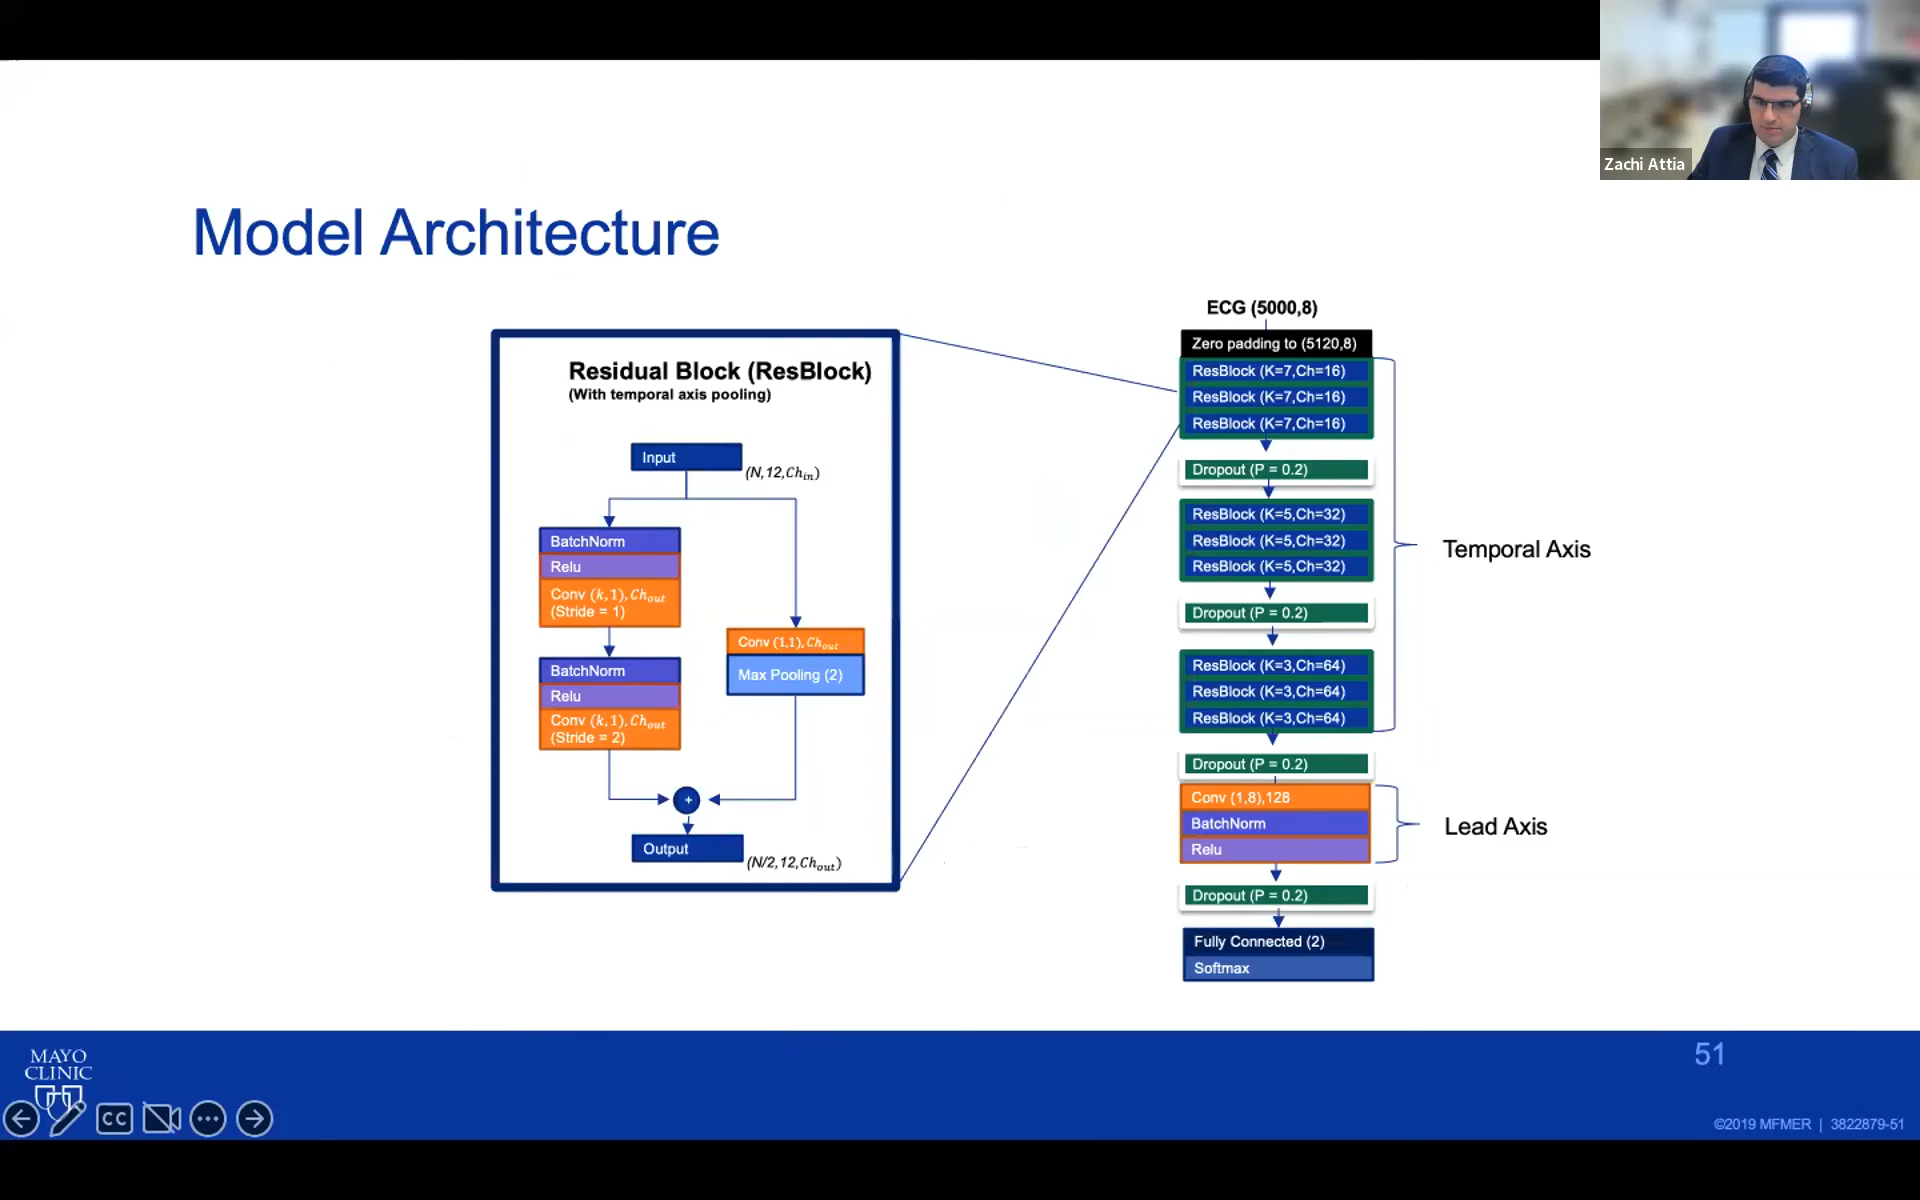 Zachi Attia
Model Architecture
Residual Block (ResBlock)
(With temporal axis pooling)
Input
(N,12,Ch_in)
BatchNorm
Relu
Conv (k,1),Ch_out
(Stride = 1)
BatchNorm
Relu
Conv (k,1),Ch_out
(Stride = 2)
Conv (1,1),Ch_out
Max Pooling (2)
+
Output
(N/2,12,Ch_out)
ECG (5000,8)
Zero padding to (5120,8)
ResBlock (K=7,Ch=16)
ResBlock (K=7,Ch=16)
ResBlock (K=7,Ch=16)
Dropout (P = 0.2)
ResBlock (K=5,Ch=32)
ResBlock (K=5,Ch=32)
ResBlock (K=5,Ch=32)
Dropout (P = 0.2)
ResBlock (K=3,Ch=64)
ResBlock (K=3,Ch=64)
ResBlock (K=3,Ch=64)
Dropout (P = 0.2)
Conv (1,8),128
BatchNorm
Relu
Dropout (P = 0.2)
Fully Connected (2)
Softmax
Temporal Axis
Lead Axis
MAYO
CLINIC
CC
51
©2019 MFMER | 3822879-51